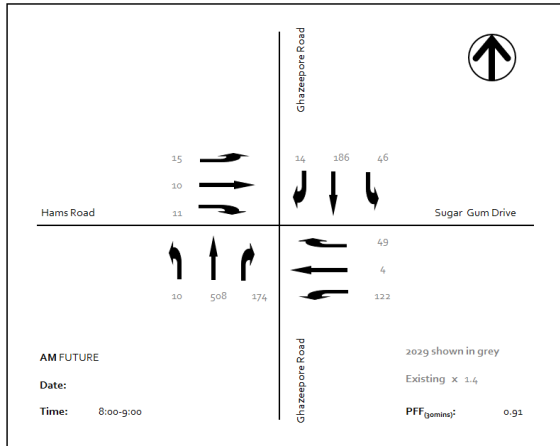 Ghazeepore Road
15
14 186 46
10
Hams Road
11
Sugar Gum Drive
49
4
10 508 174
122
Ghazeepore Road
AM FUTURE
2029 shown in grey
Date:
Existing x 1.4
Time: 8:00-9:00
PFF(30mins): 0.91